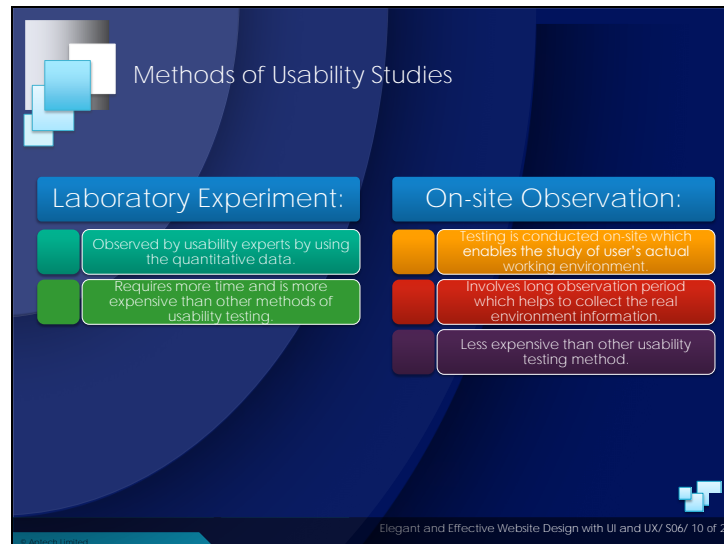 Methods of Usability Studies
Laboratory Experiment:
Observed by usability experts by using
the quantitative data.
Requires more time and is more
expensive than other methods of
usability testing.
On-site Observation:
Testing is conducted on-site which
enables the study of user's actual
working environment.
Involves long observation period
which helps to collect the real
environment information.
Less expensive than other usability
testing method.
Elegant and Effective Website Design with UI and UX/ S06/ 10 of 2
© Aptech Limited